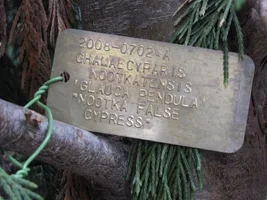 2008-0702*A
CHAMAECYPARIS
NOOTKATENSIS
"GLAUCA PENDULA"
"NOOTKA FALSE
CYPRESS"